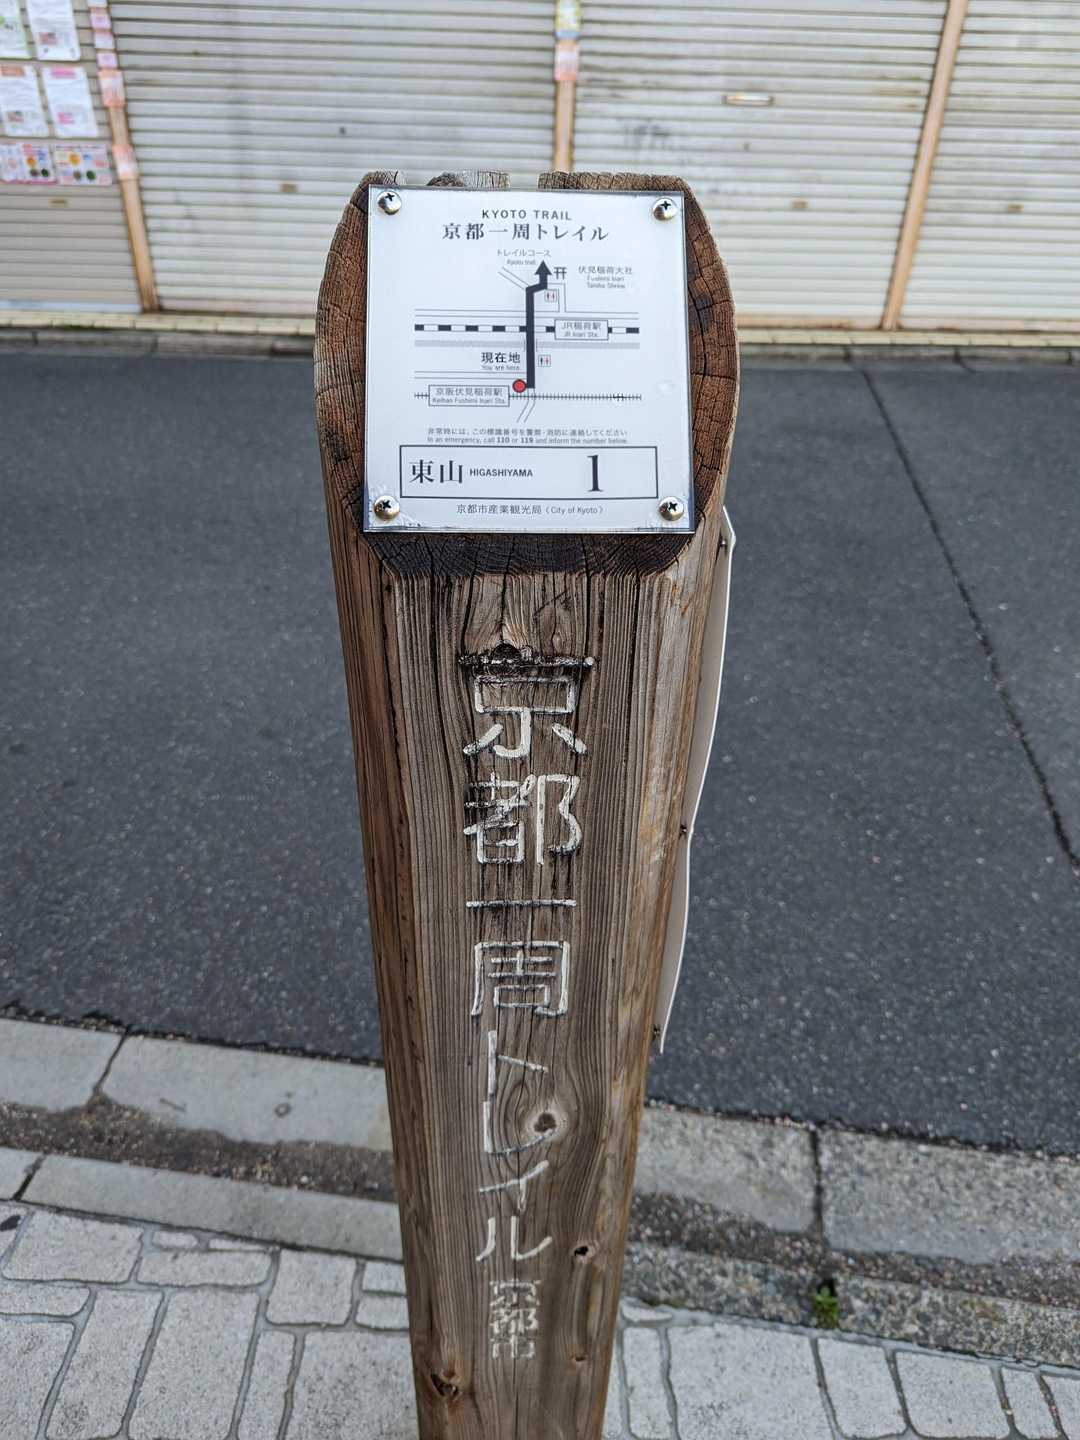 KYOTO TRAIL
京都一周トレイル
トレイルコース
Kyoto trail
伏見稲荷大社
Fushimi Inari
Taisha Shrine
JR稲荷駅
JR Inari Sta.
現在地
You're here.
京阪伏見稲荷駅
Keihan Fushimi Inari Sta.
非常時には、この標識番号を警察・消防に連絡してください
In an emergency, call 110 or 119 and inform the number below.
東山 HIGASHIYAMA 1
京都市産業観光局 (City of Kyoto)
京都一周トレイル
京都市